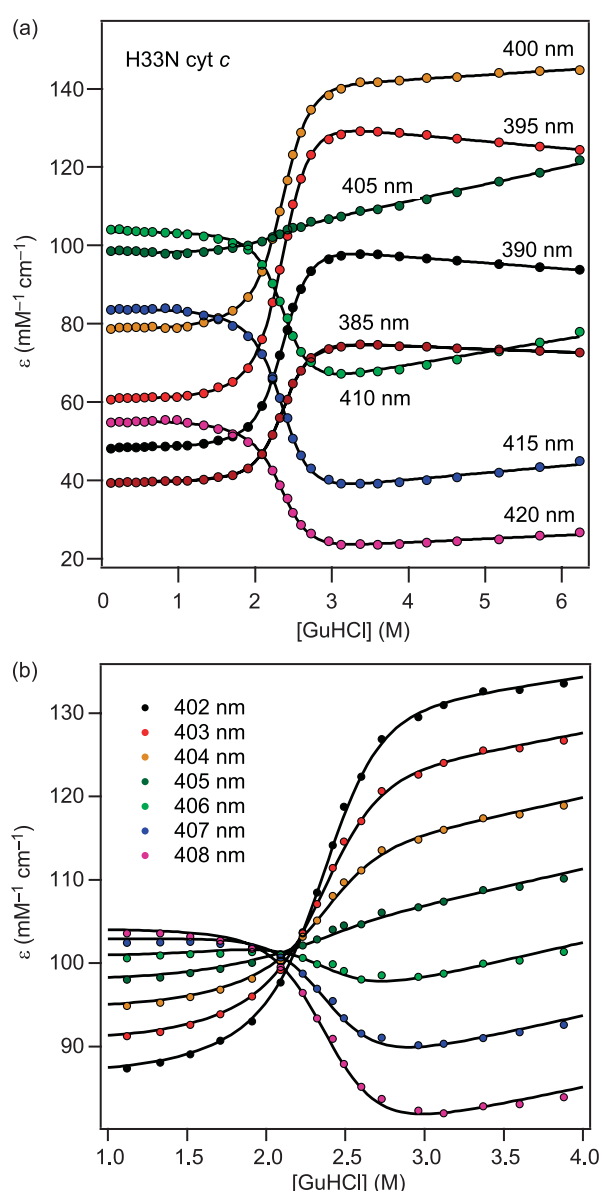 (a)
H33N cyt c
400 nm
395 nm
405 nm
390 nm
385 nm
410 nm
415 nm
420 nm
ε (mM⁻¹ cm⁻¹)
140
120
100
80
60
40
20
0 1 2 3 4 5 6
[GuHCl] (M)
(b)
402 nm
403 nm
404 nm
405 nm
406 nm
407 nm
408 nm
ε (mM⁻¹ cm⁻¹)
130
120
110
100
90
1.0 1.5 2.0 2.5 3.0 3.5 4.0
[GuHCl] (M)